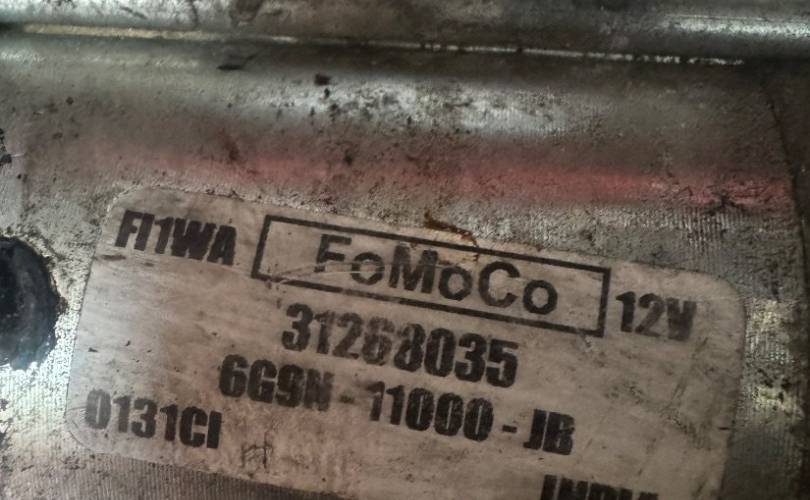 FI1WA FoMoCo 12V
31268035
6G9N-11000-JB
0131CI